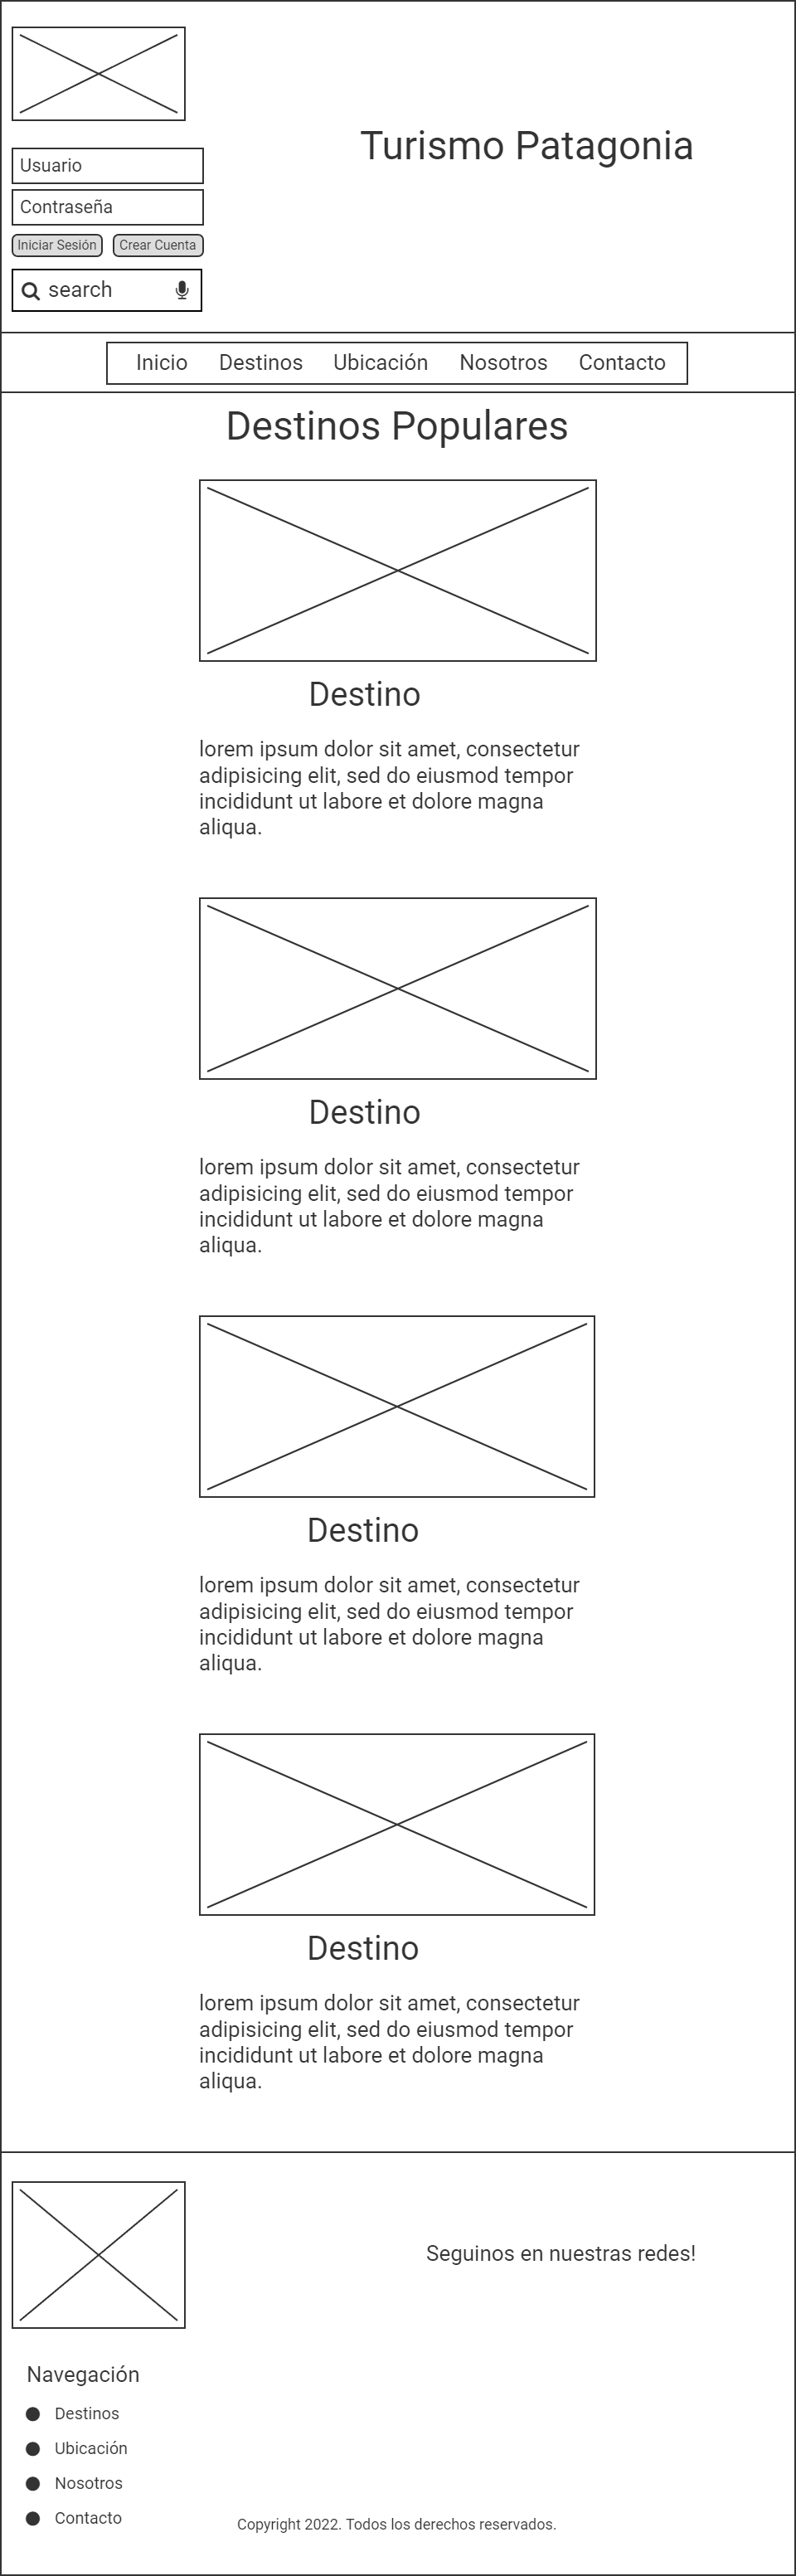 Turismo Patagonia
Usuario
Contraseña
Iniciar Sesión Crear Cuenta
search
Inicio Destinos Ubicación Nosotros Contacto
Destinos Populares
Destino
lorem ipsum dolor sit amet, consectetur
adipisicing elit, sed do eiusmod tempor
incididunt ut labore et dolore magna
aliqua.
Destino
lorem ipsum dolor sit amet, consectetur
adipisicing elit, sed do eiusmod tempor
incididunt ut labore et dolore magna
aliqua.
Destino
lorem ipsum dolor sit amet, consectetur
adipisicing elit, sed do eiusmod tempor
incididunt ut labore et dolore magna
aliqua.
Destino
lorem ipsum dolor sit amet, consectetur
adipisicing elit, sed do eiusmod tempor
incididunt ut labore et dolore magna
aliqua.
Seguinos en nuestras redes!
Navegación
Destinos
Ubicación
Nosotros
Contacto
Copyright 2022. Todos los derechos reservados.